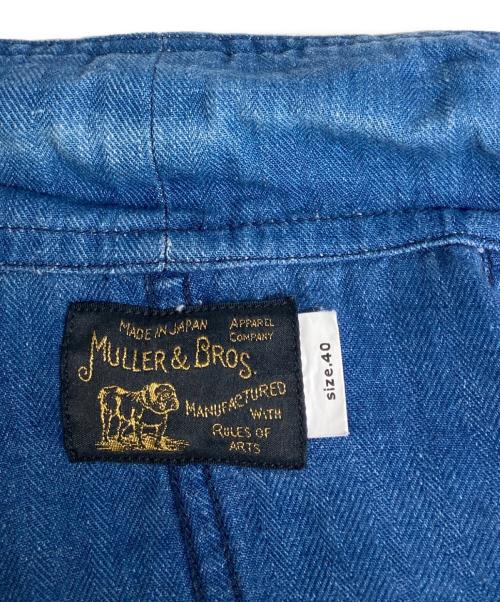 MADE IN JAPAN
APPAREL
COMPANY
MULLER & BROS.
MANUFACTURED
WITH
RULES OF
ARTS
size.40